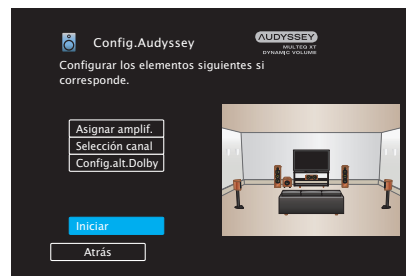 Config.Audyssey
AUDYSSEY
MULTEQ XT
DYNAMIC VOLUME
Configurar los elementos siguientes si
corresponde.
Asignar amplif.
Selección canal
Config.alt.Dolby
Iniciar
Atrás